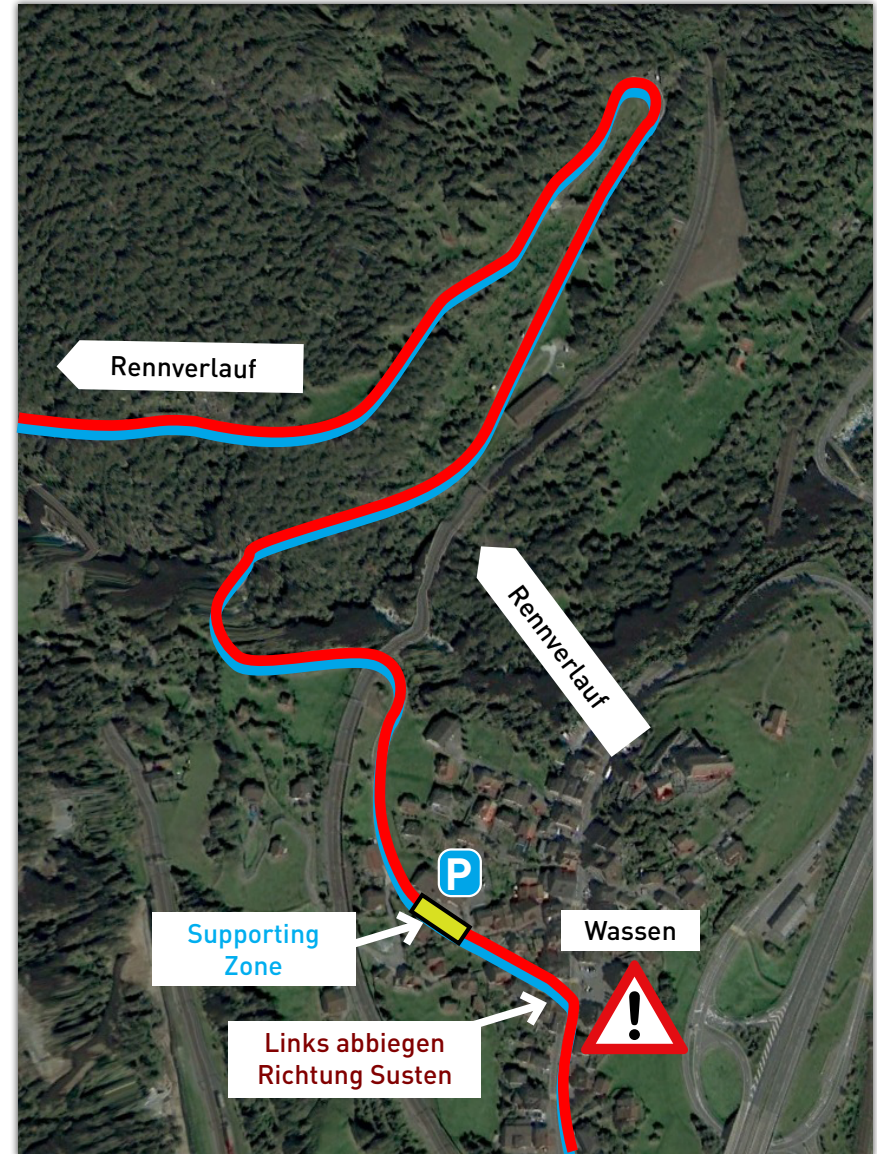 Rennverlauf
Rennverlauf
P
Supporting
Zone
Wassen
!
Links abbiegen
Richtung Susten